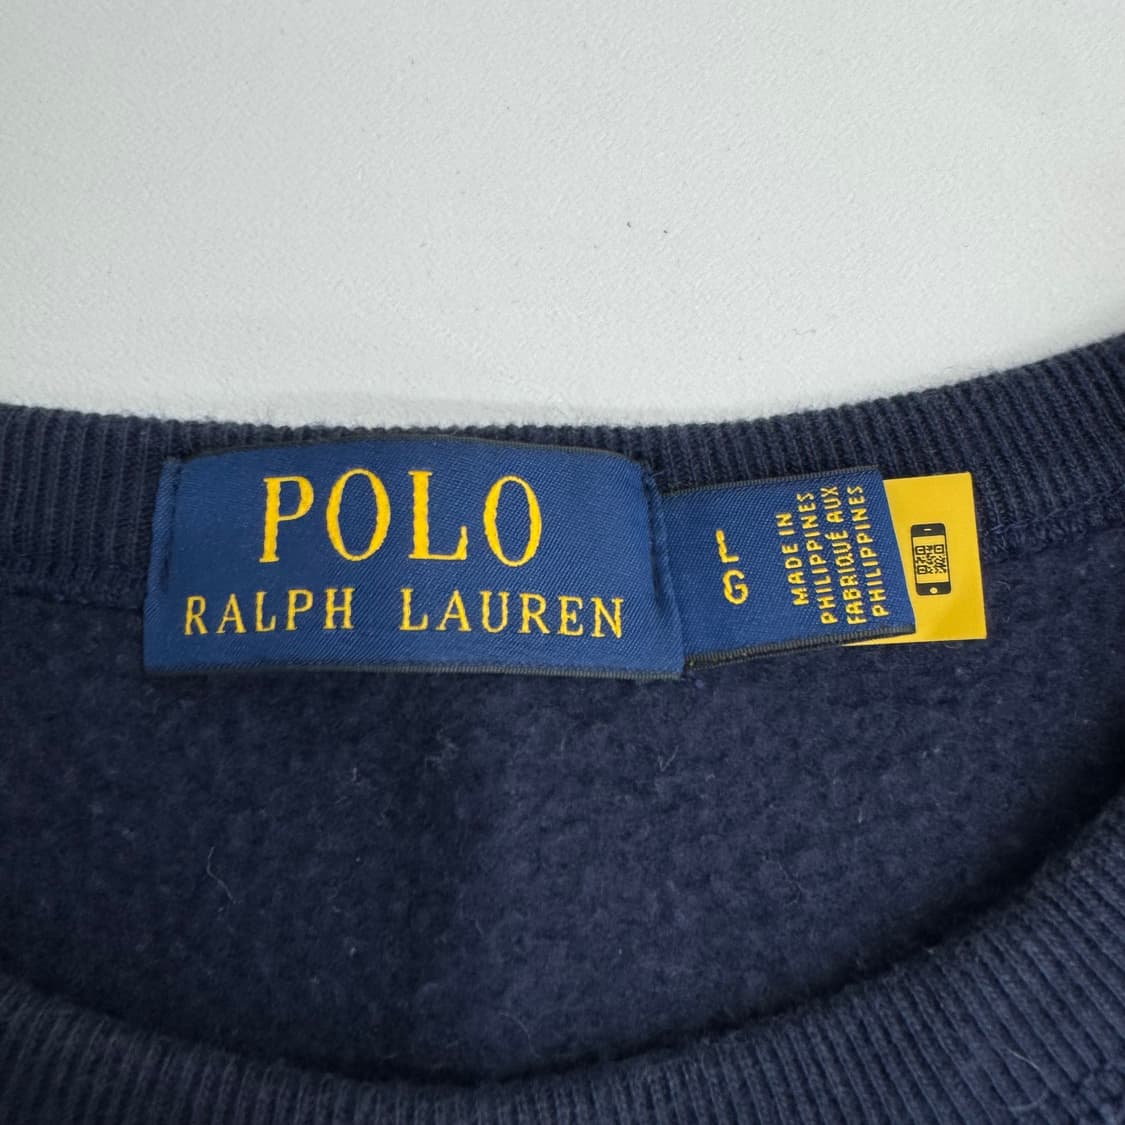 POLO
RALPH LAUREN
L
G
MADE IN
PHILIPPINES
FABRIQUÉ AUX
PHILIPPINES